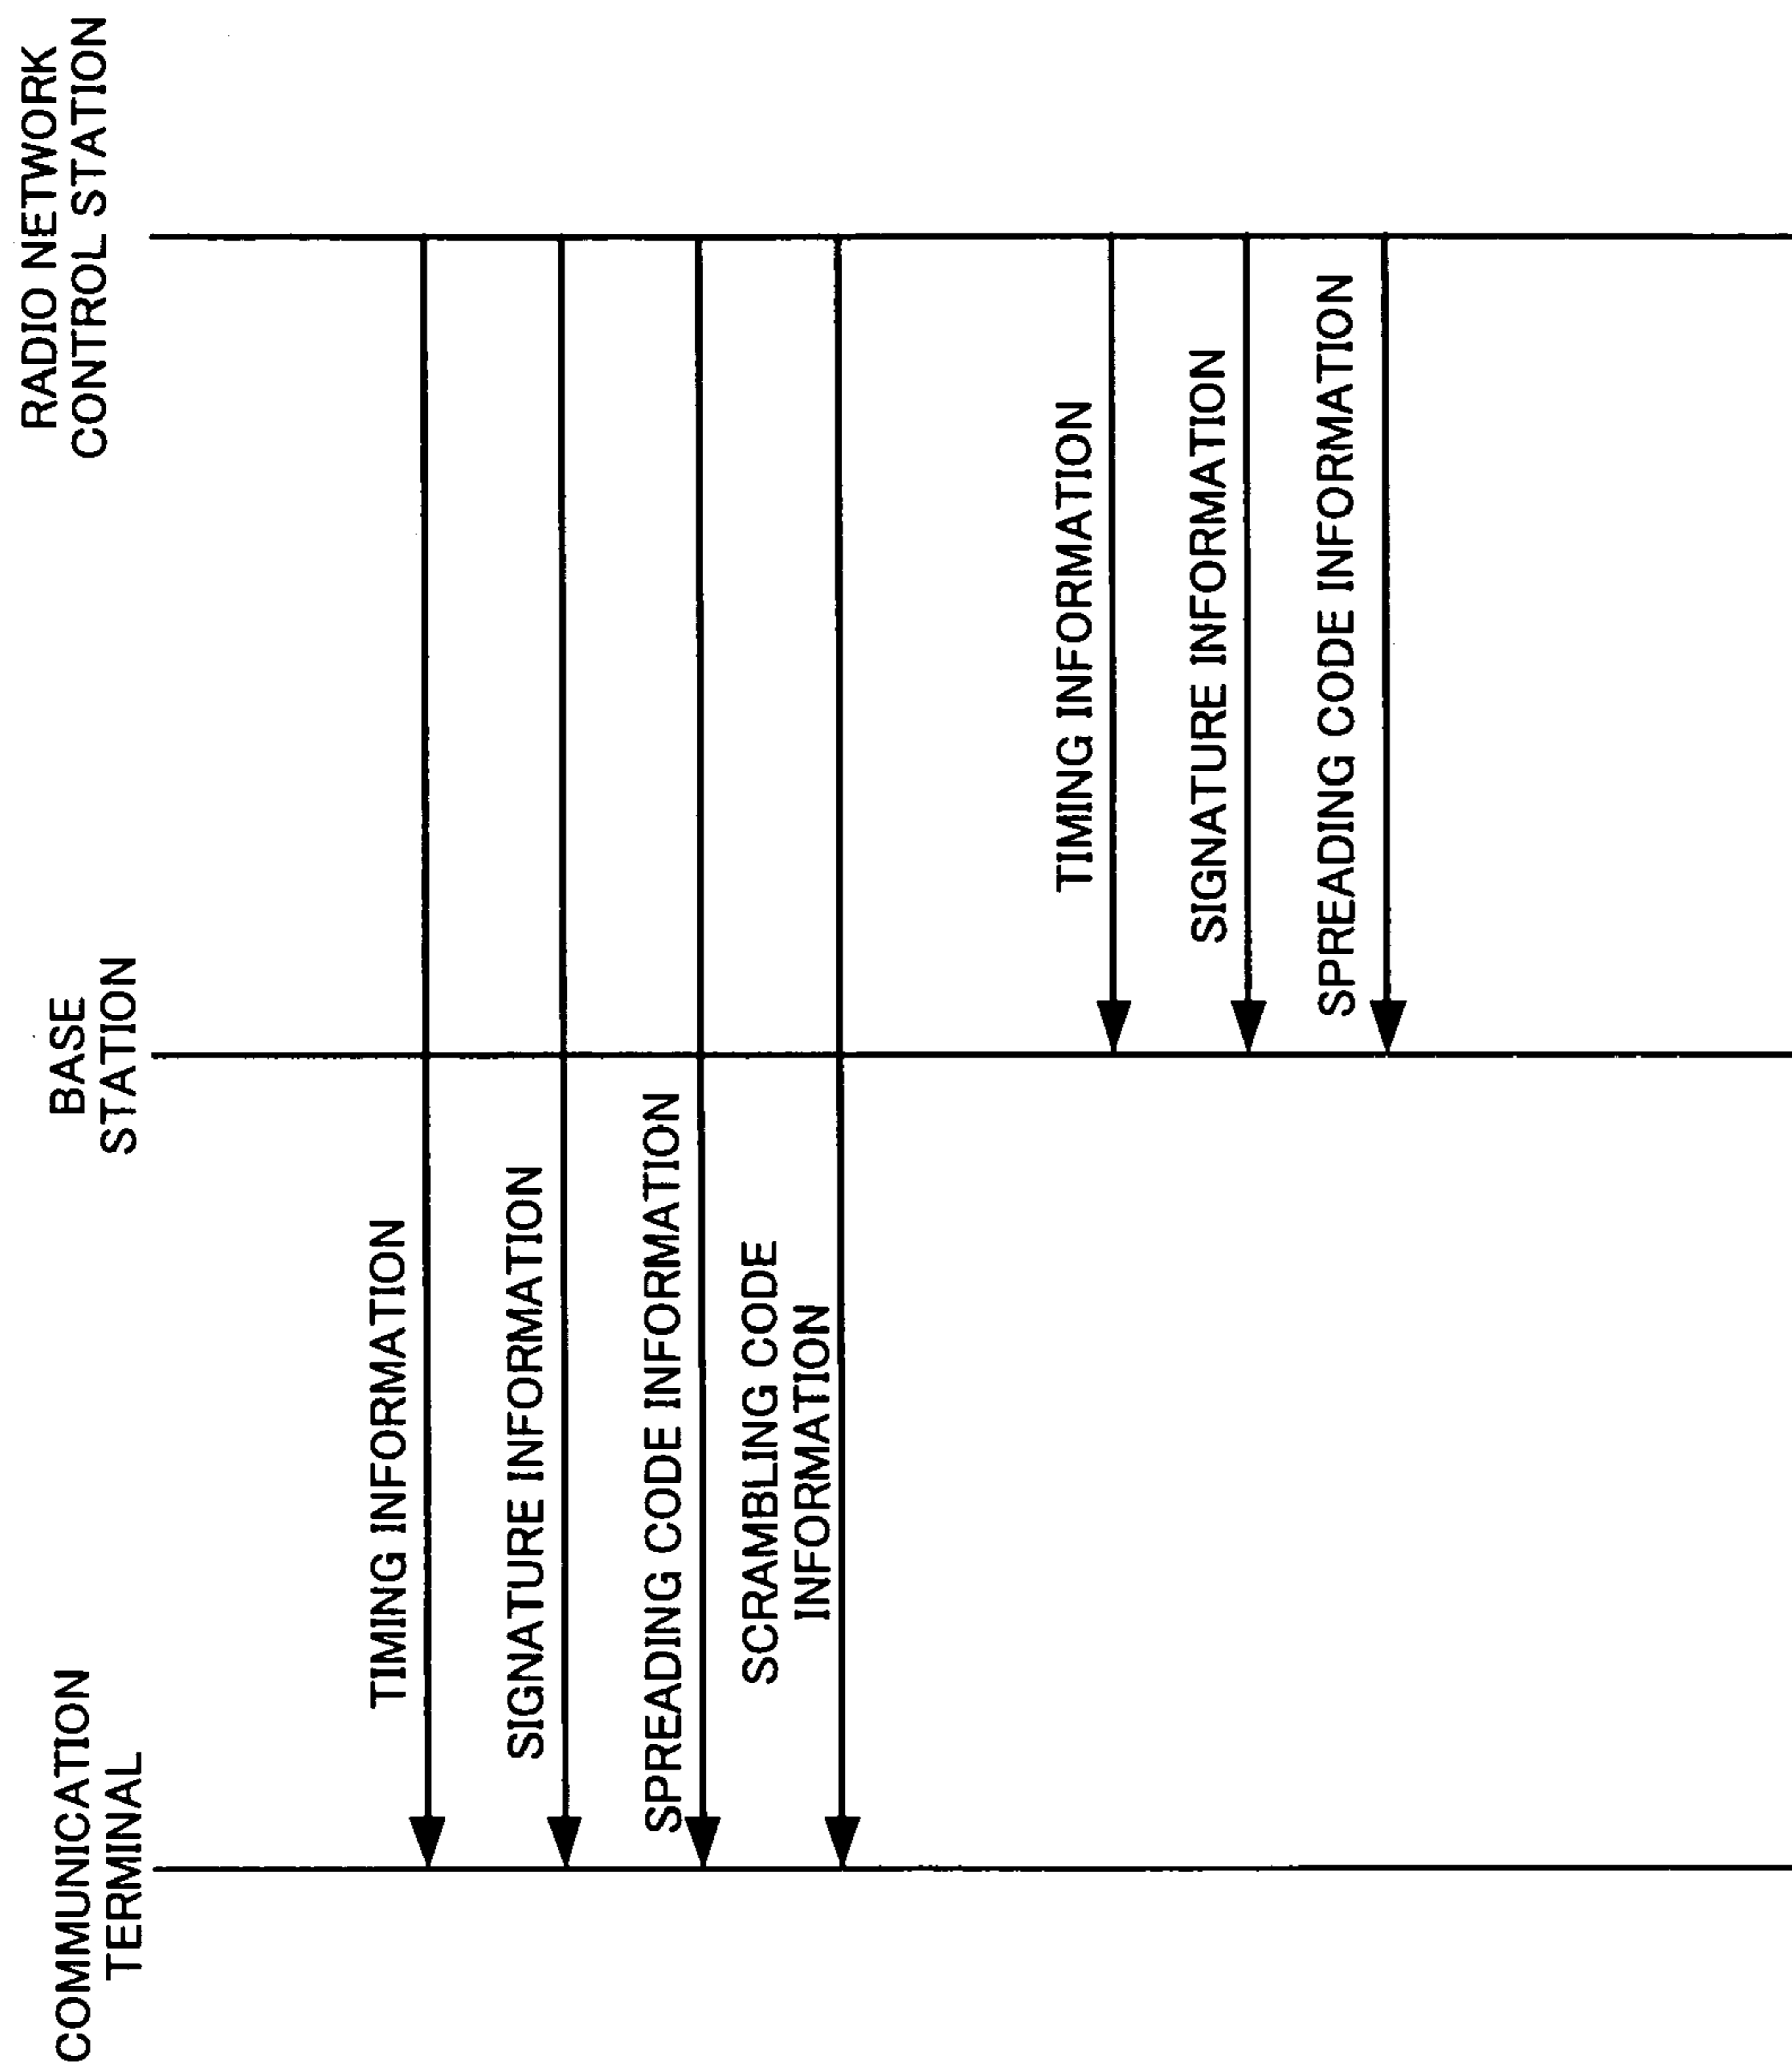 COMMUNICATION
TERMINAL
BASE
STATION
RADIO NETWORK
CONTROL STATION
TIMING INFORMATION
SIGNATURE INFORMATION
SPREADING CODE INFORMATION
SCRAMBLING CODE
INFORMATION
TIMING INFORMATION
SIGNATURE INFORMATION
SPREADING CODE INFORMATION